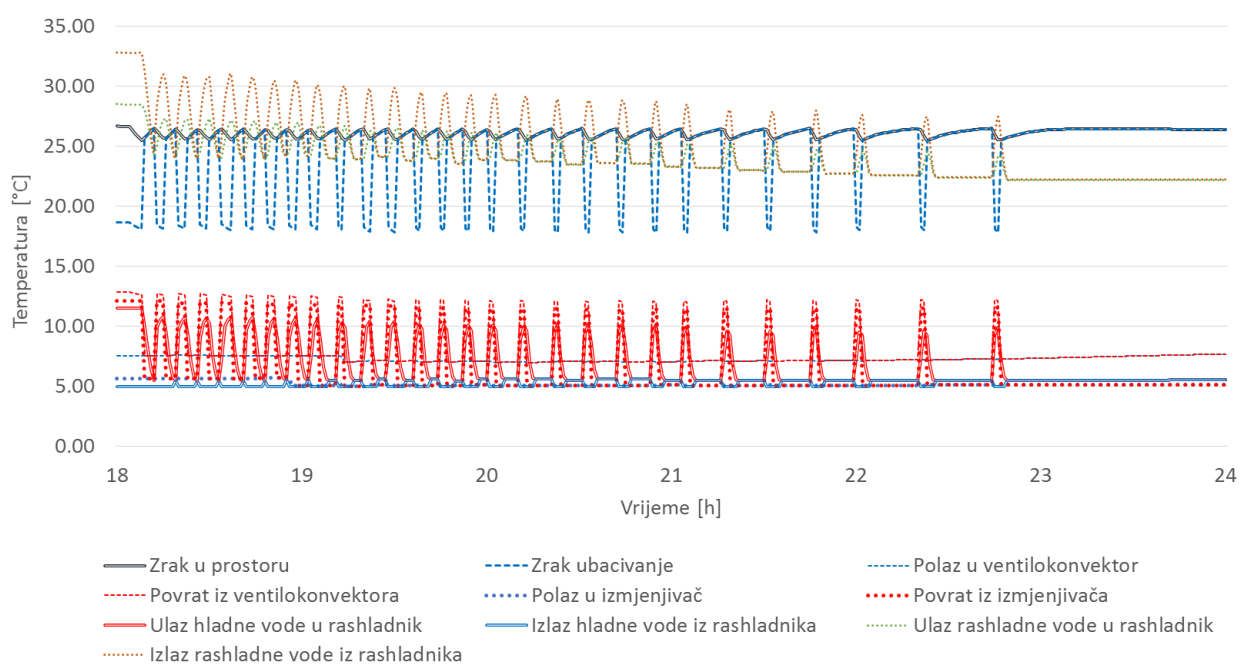 35.00
30.00
25.00
20.00
15.00
10.00
5.00
0.00
Temperatura [°C]
18 19 20 21 22 23 24
Vrijeme [h]
Zrak u prostoru Zrak ubacivanje Polaz u ventilokonvektor
Povrat iz ventilokonvektora Polaz u izmjenjivač Povrat iz izmjenjivača
Ulaz hladne vode u rashladnik Izlaz hladne vode iz rashladnika Ulaz rashladne vode u rashladnik
Izlaz rashladne vode iz rashladnika